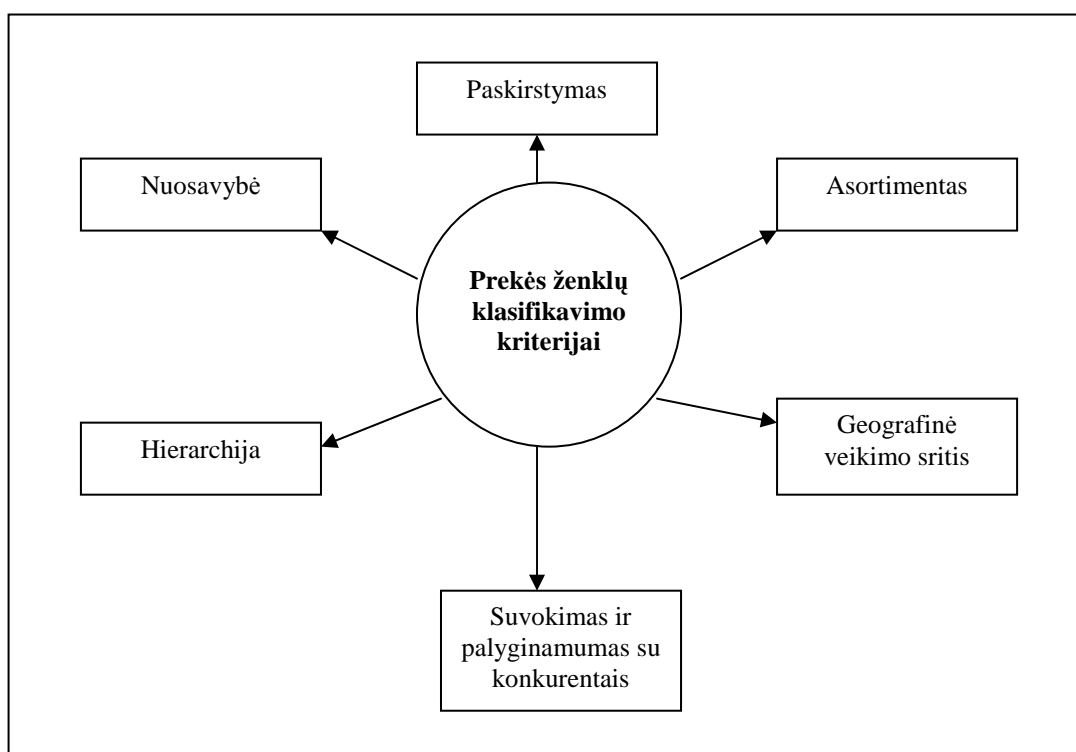 Paskirstymas
Nuosavybė
Asortimentas
Prekės ženklų
klasifikavimo
kriterijai
Hierarchija
Geografinė
veikimo sritis
Suvokimas ir
palyginamumas su
konkurentais